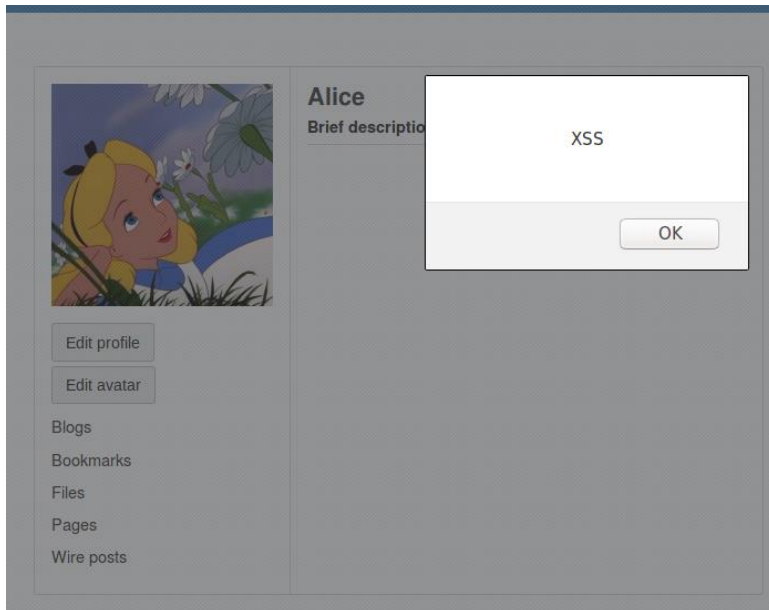 Alice
Brief descriptio
XSS
OK
Edit profile
Edit avatar
Blogs
Bookmarks
Files
Pages
Wire posts